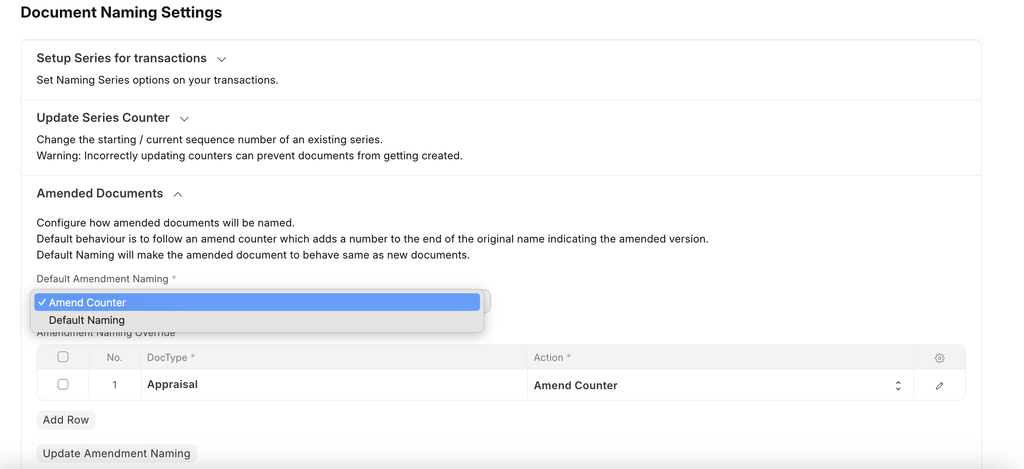 Document Naming Settings
Setup Series for transactions
Set Naming Series options on your transactions.
Update Series Counter
Change the starting / current sequence number of an existing series.
Warning: Incorrectly updating counters can prevent documents from getting created.
Amended Documents
Configure how amended documents will be named.
Default behaviour is to follow an amend counter which adds a number to the end of the original name indicating the amended version.
Default Naming will make the amended document to behave same as new documents.
Default Amendment Naming *
✓ Amend Counter
Default Naming
Amendment Naming Override
No. DocType * Action *
1 Appraisal Amend Counter
Add Row
Update Amendment Naming